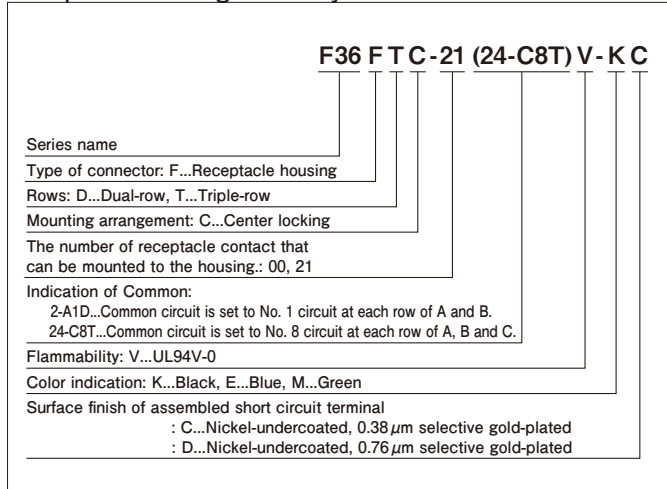 F36 F T C - 21 (24-C8T) V - K C
Series name
Type of connector: F...Receptacle housing
Rows: D...Dual-row, T...Triple-row
Mounting arrangement: C...Center locking
The number of receptacle contact that
can be mounted to the housing.: 00, 21
Indication of Common:
2-A1D...Common circuit is set to No. 1 circuit at each row of A and B.
24-C8T...Common circuit is set to No. 8 circuit at each row of A, B and C.
Flammability: V...UL94V-0
Color indication: K...Black, E...Blue, M...Green
Surface finish of assembled short circuit terminal
: C...Nickel-undercoated, 0.38 μm selective gold-plated
: D...Nickel-undercoated, 0.76 μm selective gold-plated